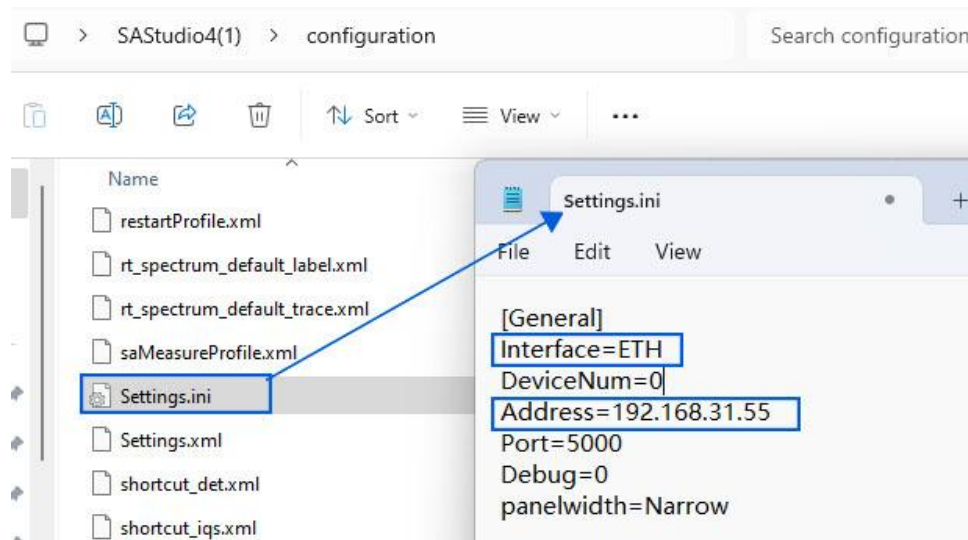 > SAStudio4(1) > configuration
Search configuration
Sort
View
...
Name
restartProfile.xml
rt_spectrum_default_label.xml
rt_spectrum_default_trace.xml
saMeasureProfile.xml
Settings.ini
Settings.xml
shortcut_det.xml
shortcut_iqs.xml
Settings.ini
File Edit View
[General]
Interface=ETH
DeviceNum=0
Address=192.168.31.55
Port=5000
Debug=0
panelwidth=Narrow